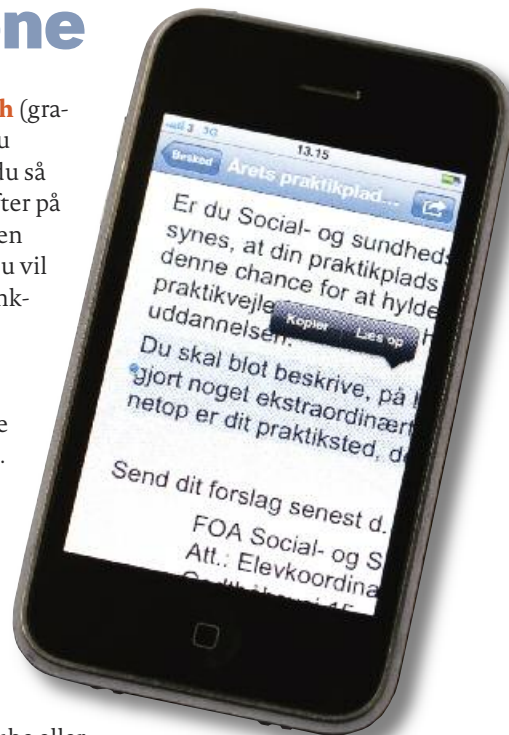 ne
h (gra-
u
du så
fter på
en
u vil
nk-
e
.
3 3G
13.15
Besked
Årets praktikplad...
Er du Social- og sundheds
synes, at din praktikplads
denne chance for at hylde
praktikvejle
uddannelsen.
Kopier
Læs op
Du skal blot beskrive, på
gjort noget ekstraordinært
netop er dit praktiksted, de
Send dit forslag senest d.
FOA Social- og S
Att.: Elevkoordina